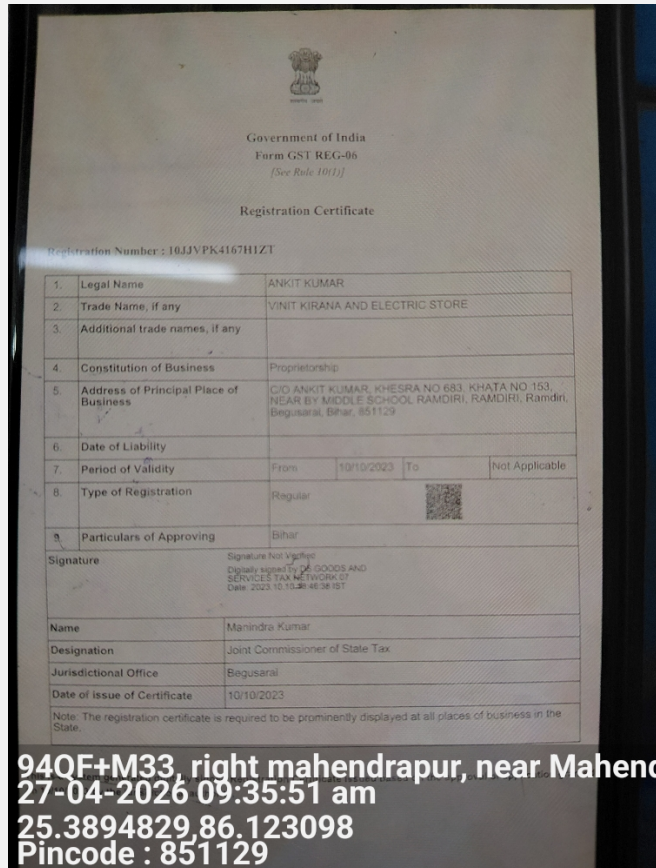 Government of India
Form GST REG-06
[See Rule 10(1)]
Registration Certificate
Registration Number : 10JJVPK4167H1ZT
1. Legal Name ANKIT KUMAR
2. Trade Name, if any VINIT KIRANA AND ELECTRIC STORE
3. Additional trade names, if any
4. Constitution of Business Proprietorship
5. Address of Principal Place of Business C/O ANKIT KUMAR, KHESRA NO 683, KHATA NO 153,
NEAR BY MIDDLE SCHOOL RAMDIRI, RAMDIRI, Ramdiri,
Begusarai, Bihar, 851129
6. Date of Liability
7. Period of Validity From 10/10/2023 To Not Applicable
8. Type of Registration Regular
9. Particulars of Approving Bihar
Signature Signature Not Verified
Digitally signed by DS GOODS AND
SERVICES TAX NETWORK 07
Date: 2023.10.10 46:38 IST
Name Manindra Kumar
Designation Joint Commissioner of State Tax
Jurisdictional Office Begusarai
Date of issue of Certificate 10/10/2023
Note: The registration certificate is required to be prominently displayed at all places of business in the
State.
94QF+M33, right mahendrapur, near Mahend
27-04-2026 09:35:51 am
25.3894829,86.123098
Pincode : 851129